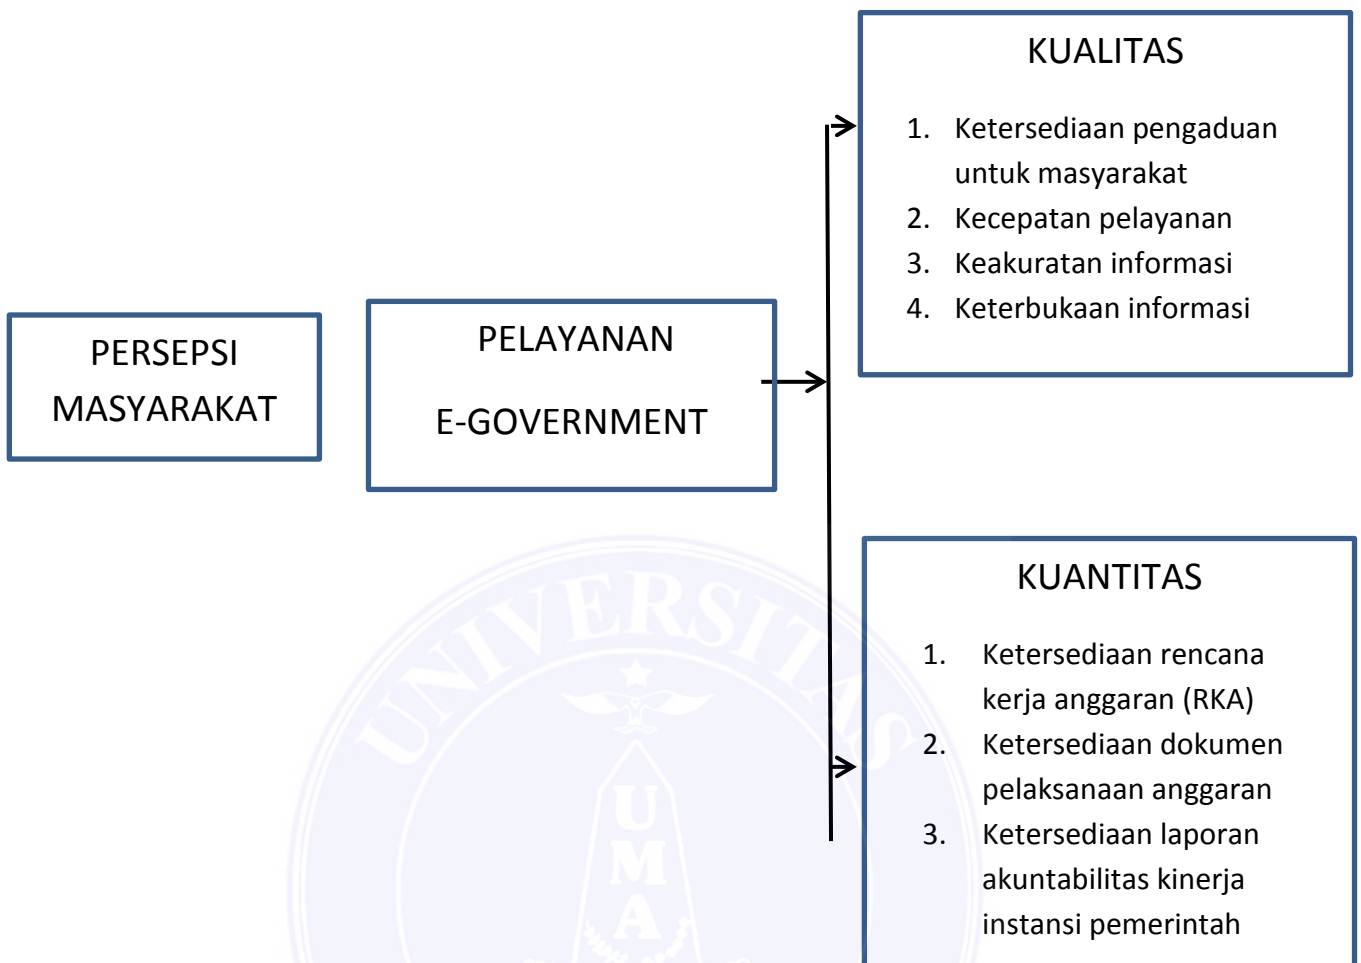 PERSEPSI
MASYARAKAT
PELAYANAN
E-GOVERNMENT
KUALITAS
1. Ketersediaan pengaduan
untuk masyarakat
2. Kecepatan pelayanan
3. Keakuratan informasi
4. Keterbukaan informasi
KUANTITAS
1. Ketersediaan rencana
kerja anggaran (RKA)
2. Ketersediaan dokumen
pelaksanaan anggaran
3. Ketersediaan laporan
akuntabilitas kinerja
instansi pemerintah
UNIVERSITAS
UMA